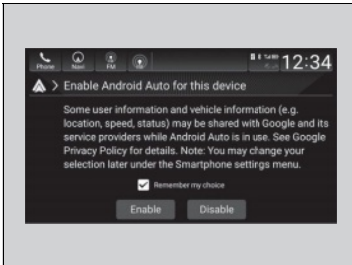 Phone Navi FM
12:34
Enable Android Auto for this device
Some user information and vehicle information (e.g.
location, speed, status) may be shared with Google and its
service providers while Android Auto is in use. See Google
Privacy Policy for details. Note: You may change your
selection later under the Smartphone settings menu.
Remember my choice
Enable Disable